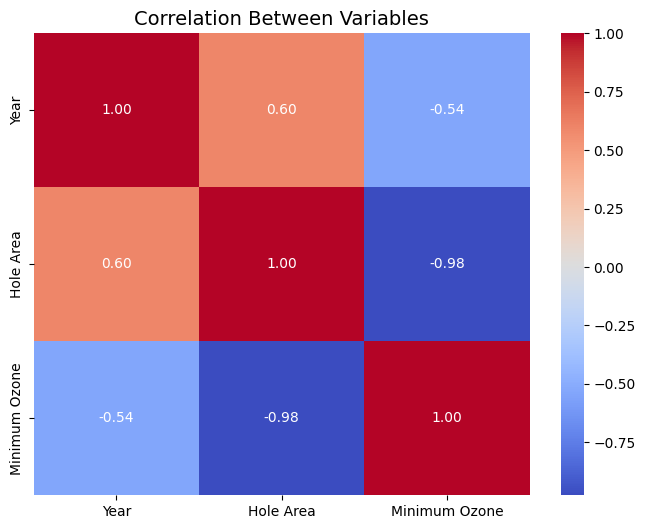 Correlation Between Variables
Year
1.00
0.60
-0.54
Hole Area
0.60
1.00
-0.98
Minimum Ozone
-0.54
-0.98
1.00
Year
Hole Area
Minimum Ozone
1.00
0.75
0.50
0.25
0.00
−0.25
−0.50
−0.75